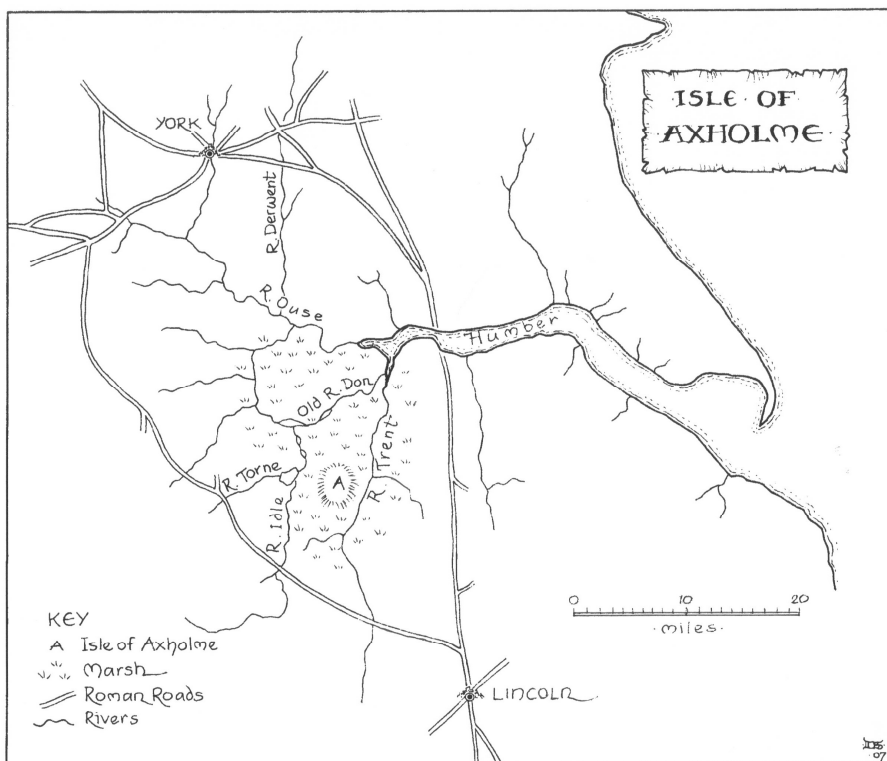 ISLE OF
AXHOLME
YORK
R. Derwent
R. Ouse
Humber
Old R. Don
R. Trent
R. Torne
A
R. Idle
0 10 20
miles
KEY
A Isle of Axholme
Marsh
Roman Roads
Rivers
LINCOLN
07